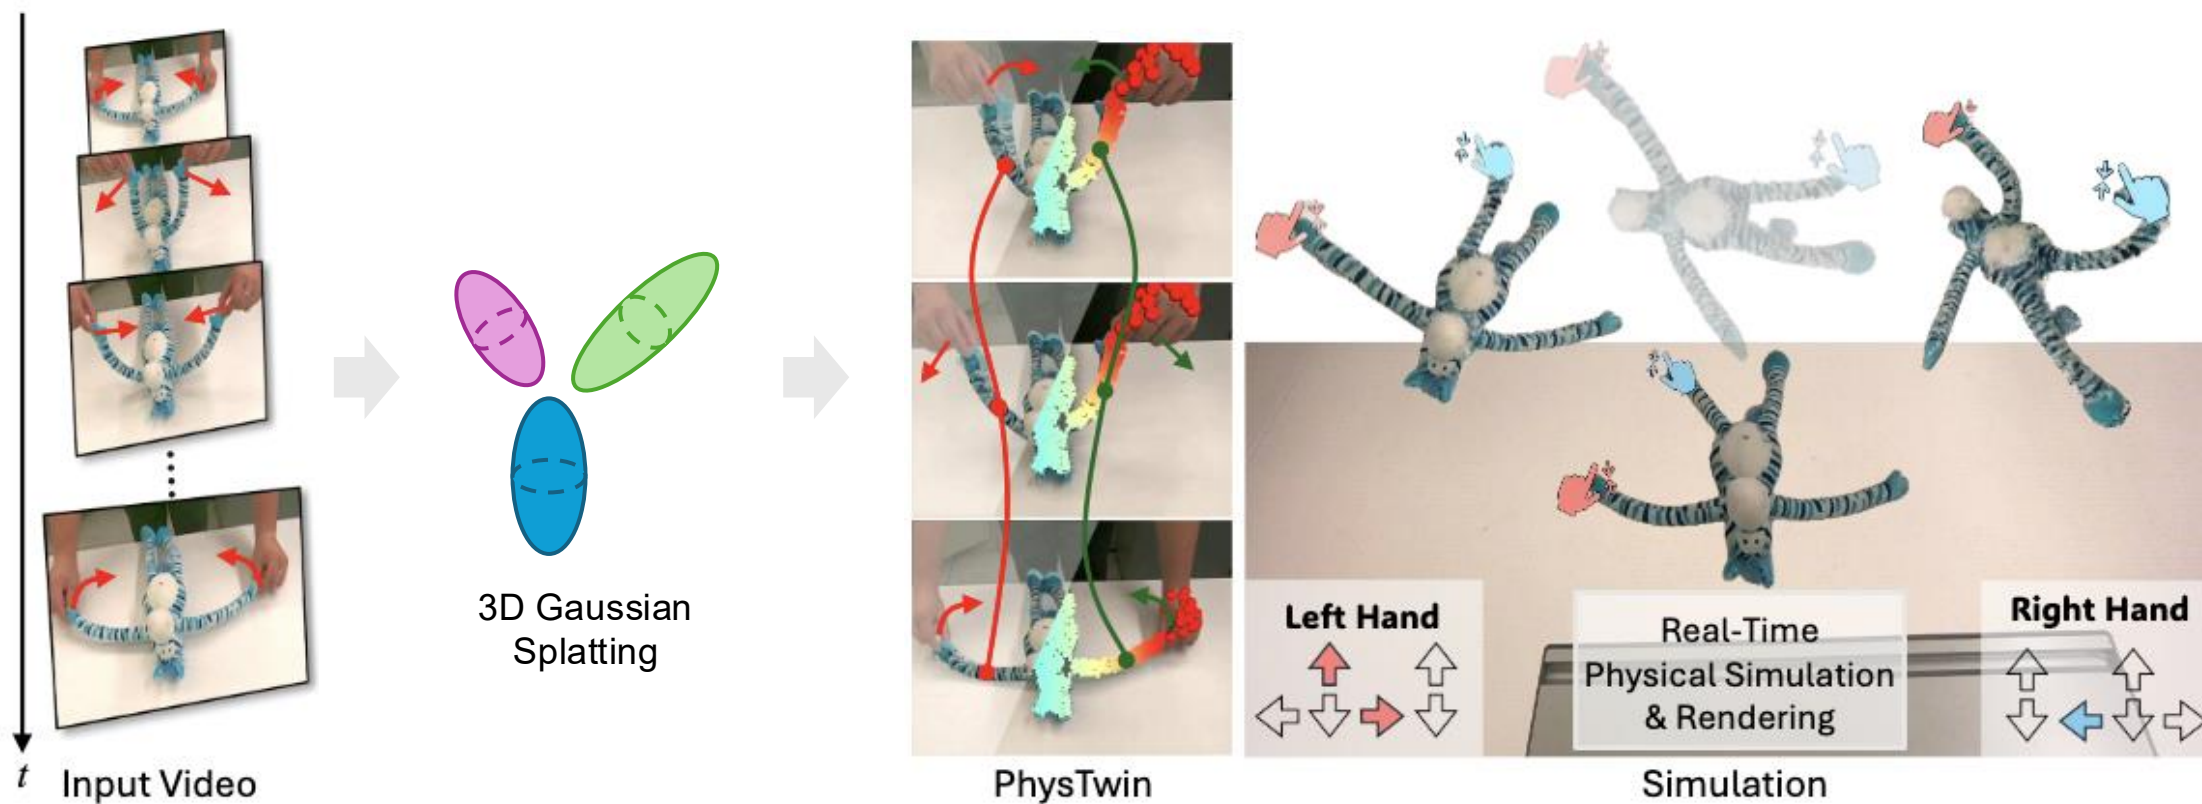 t
Input Video
3D Gaussian
Splatting
PhysTwin
Left Hand
Real-Time
Physical Simulation
& Rendering
Right Hand
Simulation